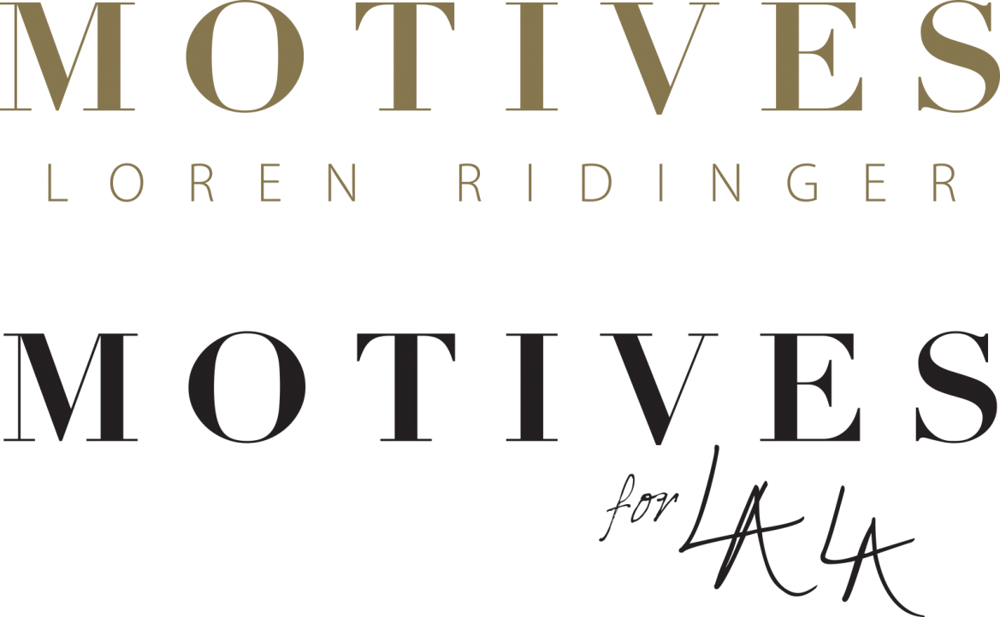 MOTIVES
LOREN RIDINGER
MOTIVES
for LA LA